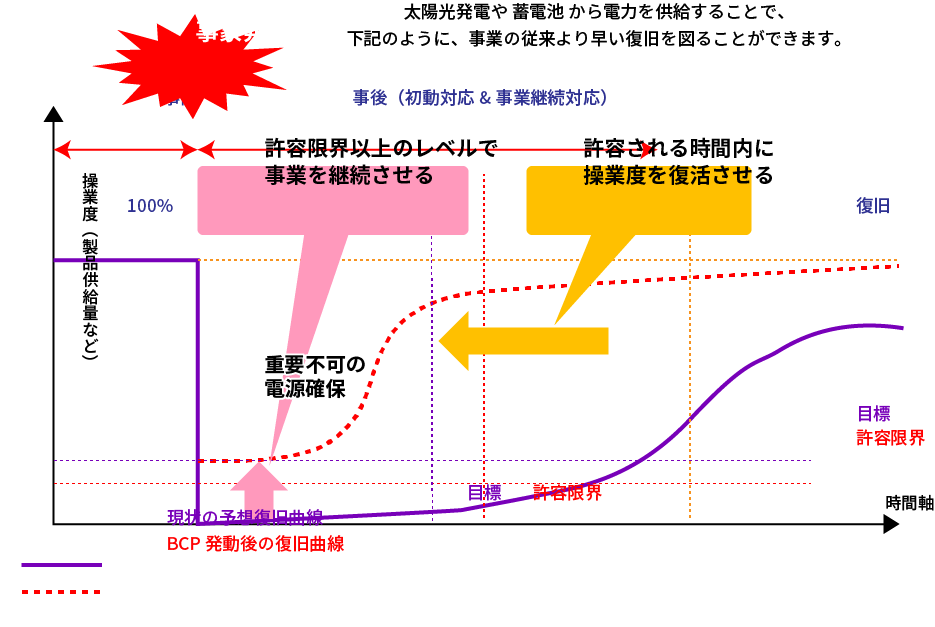 太陽光発電や 蓄電池 から電力を供給することで、
下記のように、事業の従来より早い復旧を図ることができます。
事後（初動対応 & 事業継続対応）
許容限界以上のレベルで
事業を継続させる
許容される時間内に
操業度を復活させる
操業度（製品供給量など）
100%
復旧
重要不可の
電源確保
目標
許容限界
目標
許容限界
時間軸
現状の予想復旧曲線
BCP 発動後の復旧曲線